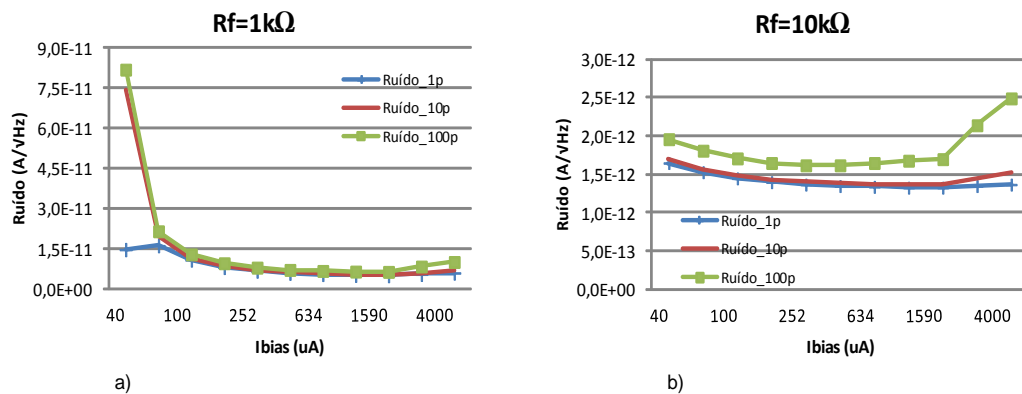 Rf=1kΩ
Ruído (A/√Hz)
9,0E-11
7,5E-11
6,0E-11
4,5E-11
3,0E-11
1,5E-11
0,0E+00
Ruído_1p
Ruído_10p
Ruído_100p
40 100 252 634 1590 4000
Ibias (uA)
a)
Rf=10kΩ
Ruído (A/√Hz)
3,0E-12
2,5E-12
2,0E-12
1,5E-12
1,0E-12
5,0E-13
0,0E+00
Ruído_1p
Ruído_10p
Ruído_100p
40 100 252 634 1590 4000
Ibias (uA)
b)